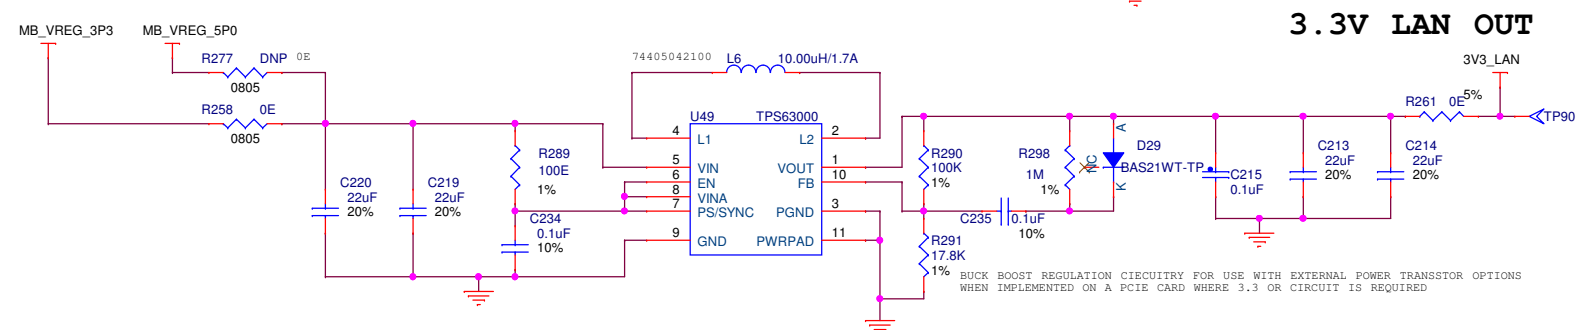 3.3V LAN OUT
MB_VREG_3P3
MB_VREG_5P0
R277 DNP 0E
0805
R258 0E
0805
74405042100 L6 10.00uH/1.7A
3V3_LAN
R261 0E 5%
TP90
U49 TPS63000
4 L1 L2 2
5 VIN VOUT 1
6 EN FB 10
8 VINA
7 PS/SYNC PGND 3
9 GND PWRPAD 11
R289
100E
1%
C220
22uF
20%
C219
22uF
20%
C234
0.1uF
10%
R290
100K
1%
R298
1M
1%
NC
A
D29
BAS21WT-TP
K
C235 0.1uF
10%
R291
17.8K
1%
C215
0.1uF
C213
22uF
20%
C214
22uF
20%
BUCK BOOST REGULATION CIECUITRY FOR USE WITH EXTERNAL POWER TRANSSTOR OPTIONS
WHEN IMPLEMENTED ON A PCIE CARD WHERE 3.3 OR CIRCUIT IS REQUIRED